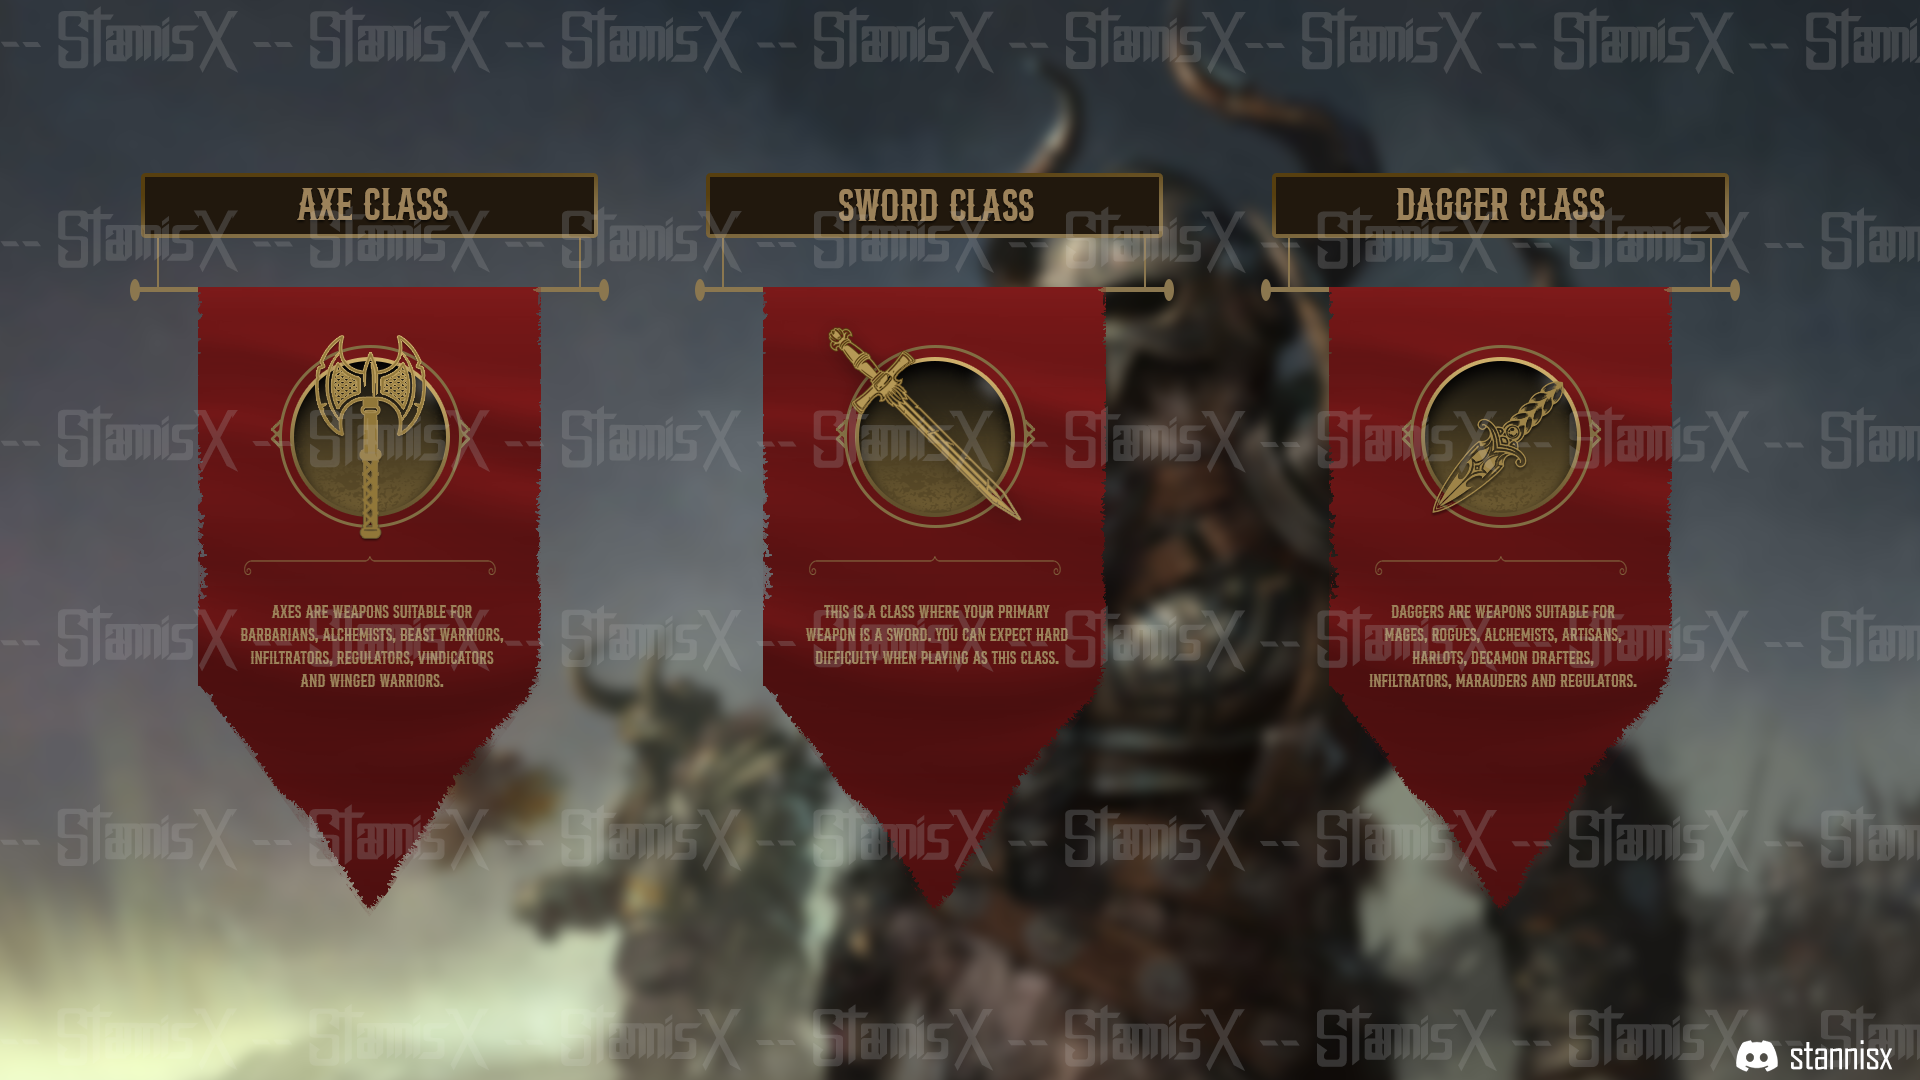 -- StannisX -- StannisX -- StannisX -- StannisX -- StannisX -- StannisX -- StannisX -- Stanni
AXE CLASS
SWORD CLASS
DAGGER CLASS
AXES ARE WEAPONS SUITABLE FOR
BARBARIANS, ALCHEMISTS, BEAST WARRIORS,
INFILTRATORS, REGULATORS, VINDICATORS
AND WINGED WARRIORS.
THIS IS A CLASS WHERE YOUR PRIMARY
WEAPON IS A SWORD. YOU CAN EXPECT HARD
DIFFICULTY WHEN PLAYING AS THIS CLASS.
DAGGERS ARE WEAPONS SUITABLE FOR
MAGES, ROGUES, ALCHEMISTS, ARTISANS,
HARLOTS, DECAMON DRAFTERS,
INFILTRATORS, MARAUDERS AND REGULATORS.
stannisx